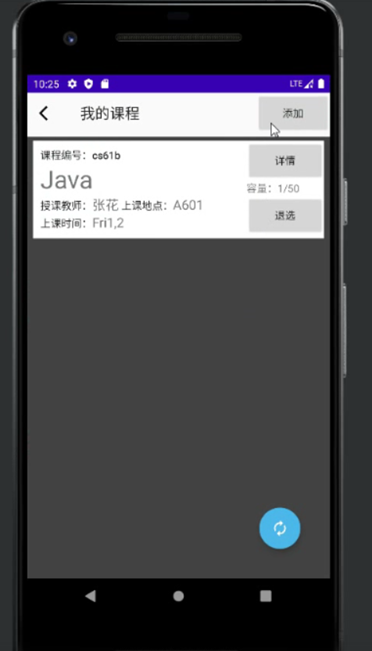 10:25 LTE
我的课程 添加
课程编号：cs61b 详情
Java
容量：1/50
授课教师：张花 上课地点：A601
退选
上课时间：Fri1,2